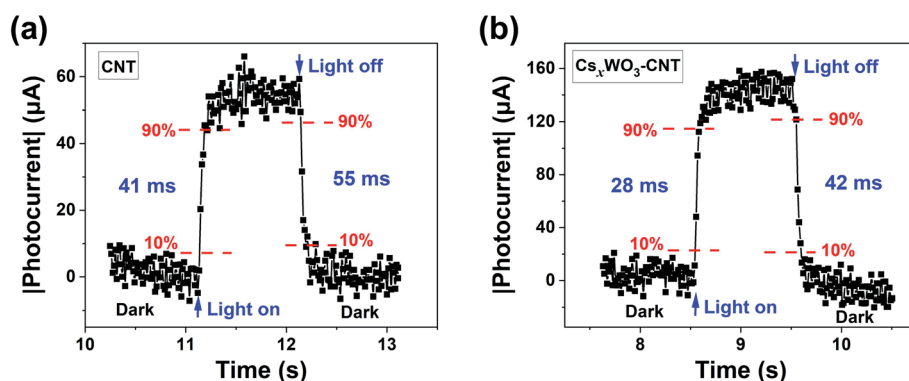 (a)
CNT
Light off
90%
90%
41 ms
55 ms
10%
10%
Dark
Light on
Dark
60
40
20
0
10
11
12
13
|Photocurrent| (μA)
Time (s)
(b)
CsₓWO₃-CNT
Light off
90%
90%
28 ms
42 ms
10%
10%
Dark
Light on
Dark
160
120
80
40
0
8
9
10
|Photocurrent| (μA)
Time (s)